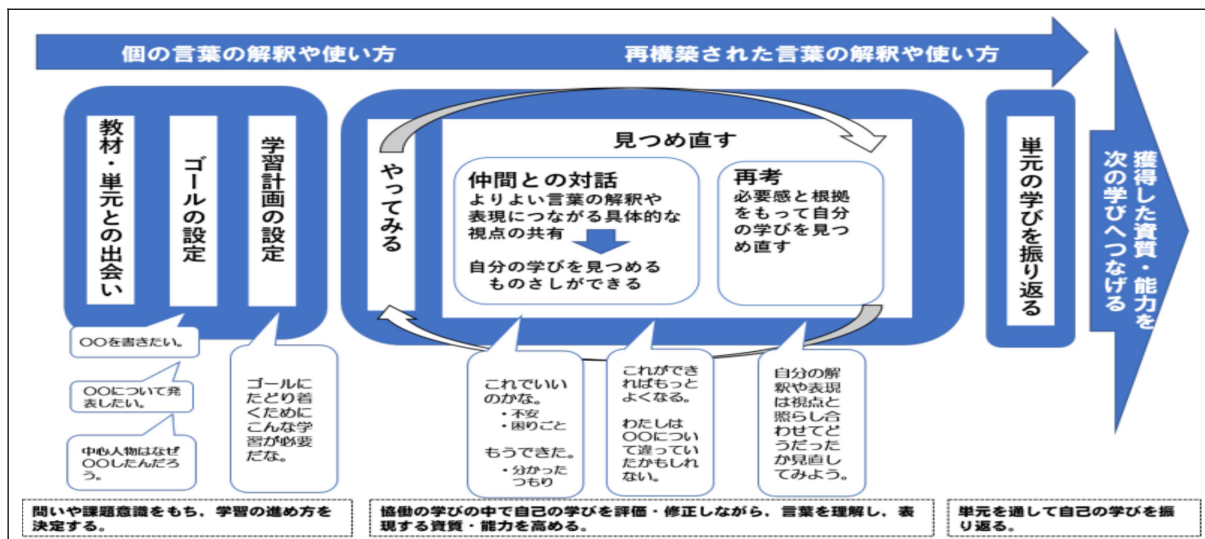 個の言葉の解釈や使い方
再構築された言葉の解釈や使い方
教材・単元との出会い
ゴールの設定
学習計画の設定
やってみる
見つめ直す
仲間との対話
よりよい言葉の解釈や
表現につながる具体的な
視点の共有
自分の学びを見つめる
ものさしができる
再考
必要感と根拠
をもって自分
の学びを見つ
め直す
単元の学びを振り返る
獲得した資質・能力を
次の学びへつなげる
〇〇を書きたい。
〇〇について発
表したい。
中心人物はなぜ
〇〇したんだろ
う。
ゴールに
たどり着
くために
こんな学
習が必要
だな。
これでいい
のかな。
・不安
・困りごと
もうできた。
・分かった
つもり
これができ
ればもっと
よくなる。
わたしは
〇〇につい
て違ってい
たかもしれ
ない。
自分の解
釈や表現
は視点と
照らし合
わせてど
うだった
か見直し
てみよう。
問いや課題意識をもち，学習の進め方を
決定する。
協働の学びの中で自己の学びを評価・修正しながら，言葉を理解し，表
現する資質・能力を高める。
単元を通して自己の学びを振
り返る。